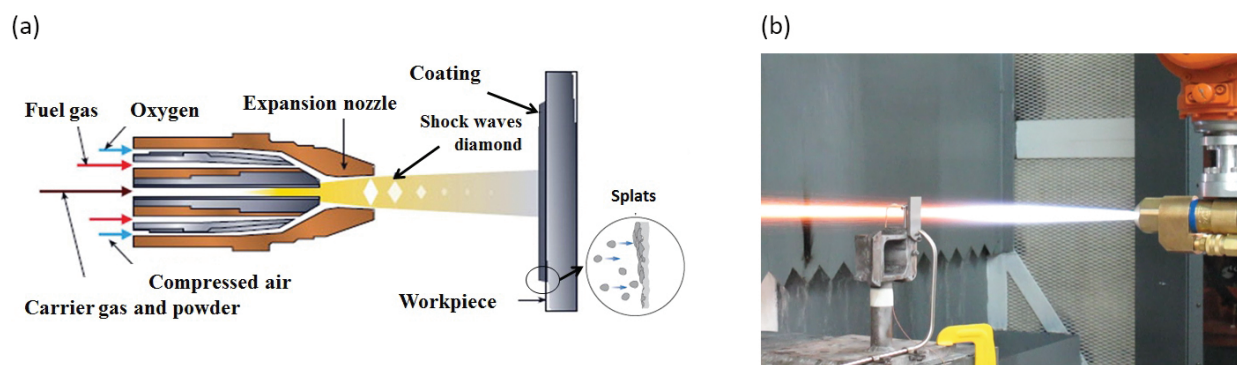 (a)
(b)
Coating
Fuel gas
Oxygen
Expansion nozzle
Shock waves
diamond
Splats
Compressed air
Carrier gas and powder
Workpiece